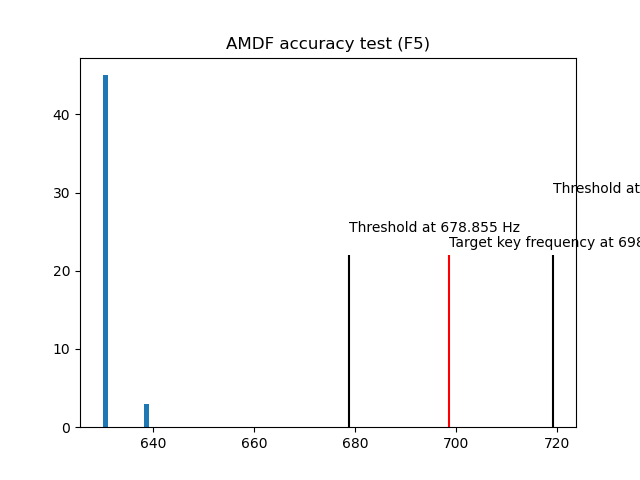 AMDF accuracy test (F5)
40
30
20
10
0
Threshold at
Threshold at 678.855 Hz
Target key frequency at 698
640
660
680
700
720